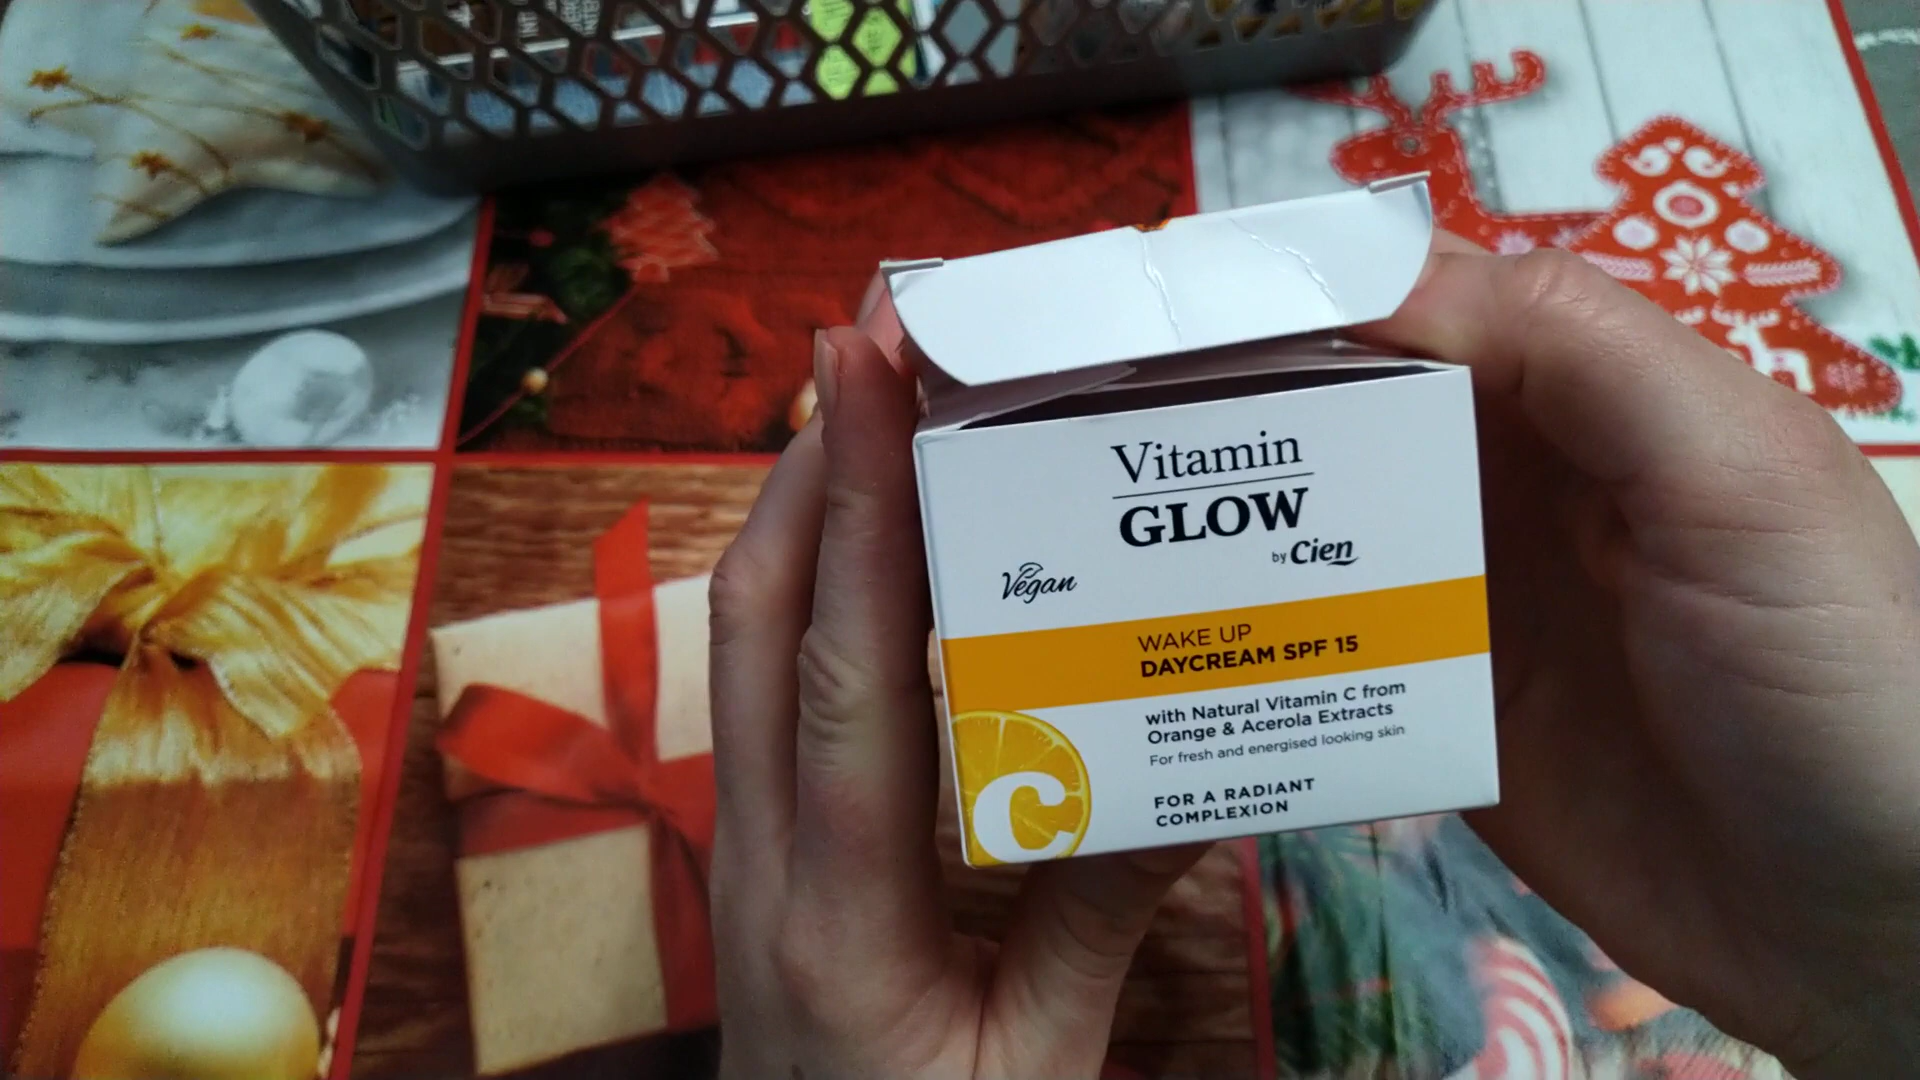 Vitamin
GLOW
by Cien
Vegan
WAKE UP
DAYCREAM SPF 15
with Natural Vitamin C from
Orange & Acerola Extracts
For fresh and energised looking skin
FOR A RADIANT
COMPLEXION
C